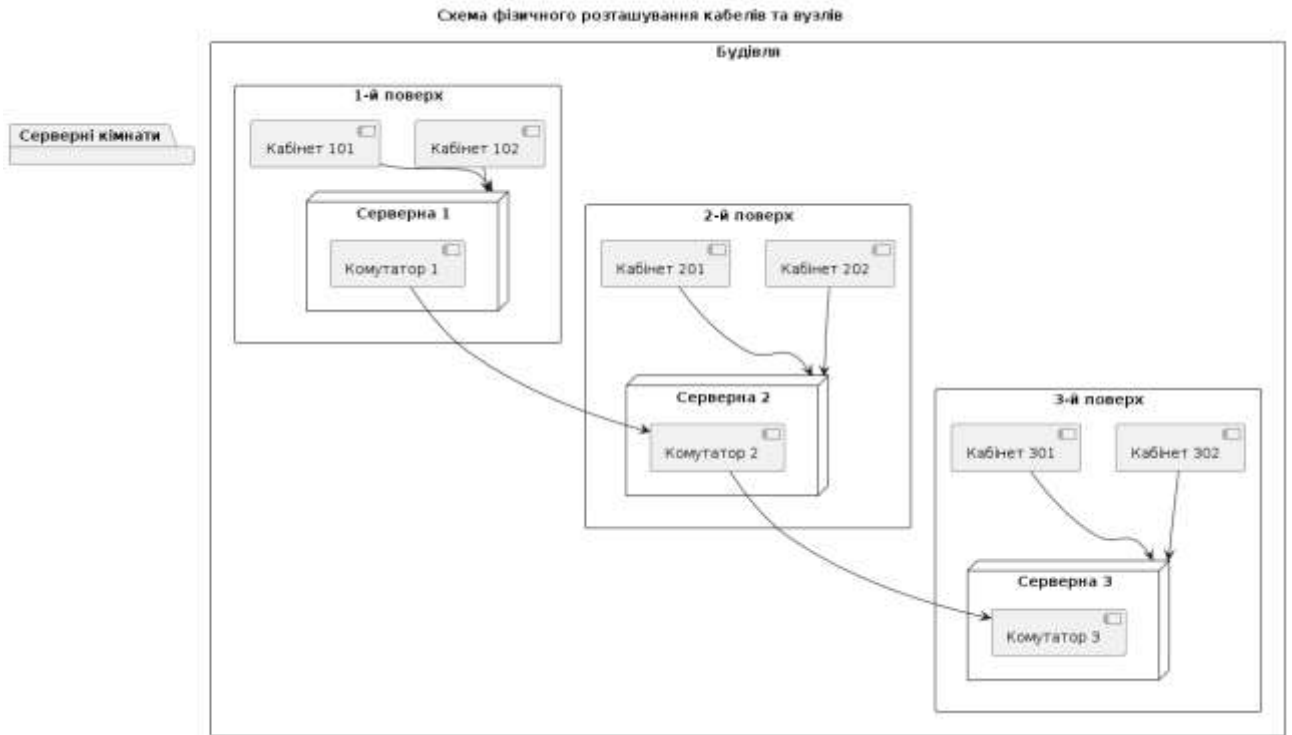 Схема фізичного розташування кабелів та вузлів
Будівля
1-й поверх
Серверні кімнати
Кабінет 101
Кабінет 102
Серверна 1
Комутатор 1
2-й поверх
Кабінет 201
Кабінет 202
Серверна 2
Комутатор 2
3-й поверх
Кабінет 301
Кабінет 302
Серверна 3
Комутатор 3